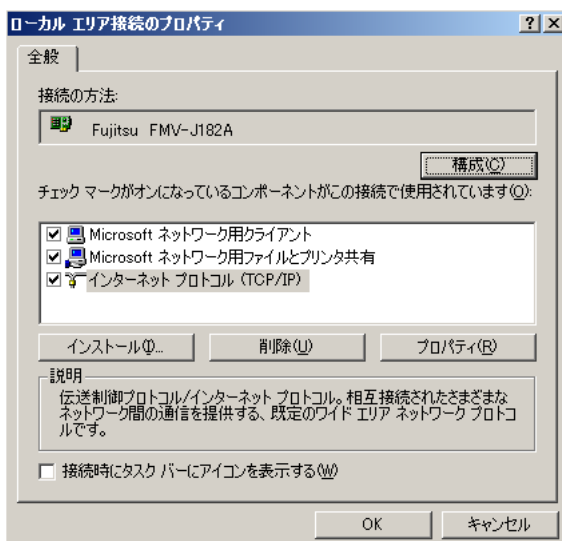 ローカル エリア接続のプロパティ
全般
接続の方法:
Fujitsu FMV-J182A
構成(C)
チェック マークがオンになっているコンポーネントがこの接続で使用されています(O):
Microsoft ネットワーク用クライアント
Microsoft ネットワーク用ファイルとプリンタ共有
インターネット プロトコル (TCP/IP)
インストール(I)... 削除(U) プロパティ(R)
説明
伝送制御プロトコル/インターネット プロトコル。相互接続されたさまざまな
ネットワーク間の通信を提供する、既定のワイド エリア ネットワーク プロトコ
ルです。
接続時にタスク バーにアイコンを表示する(W)
OK キャンセル